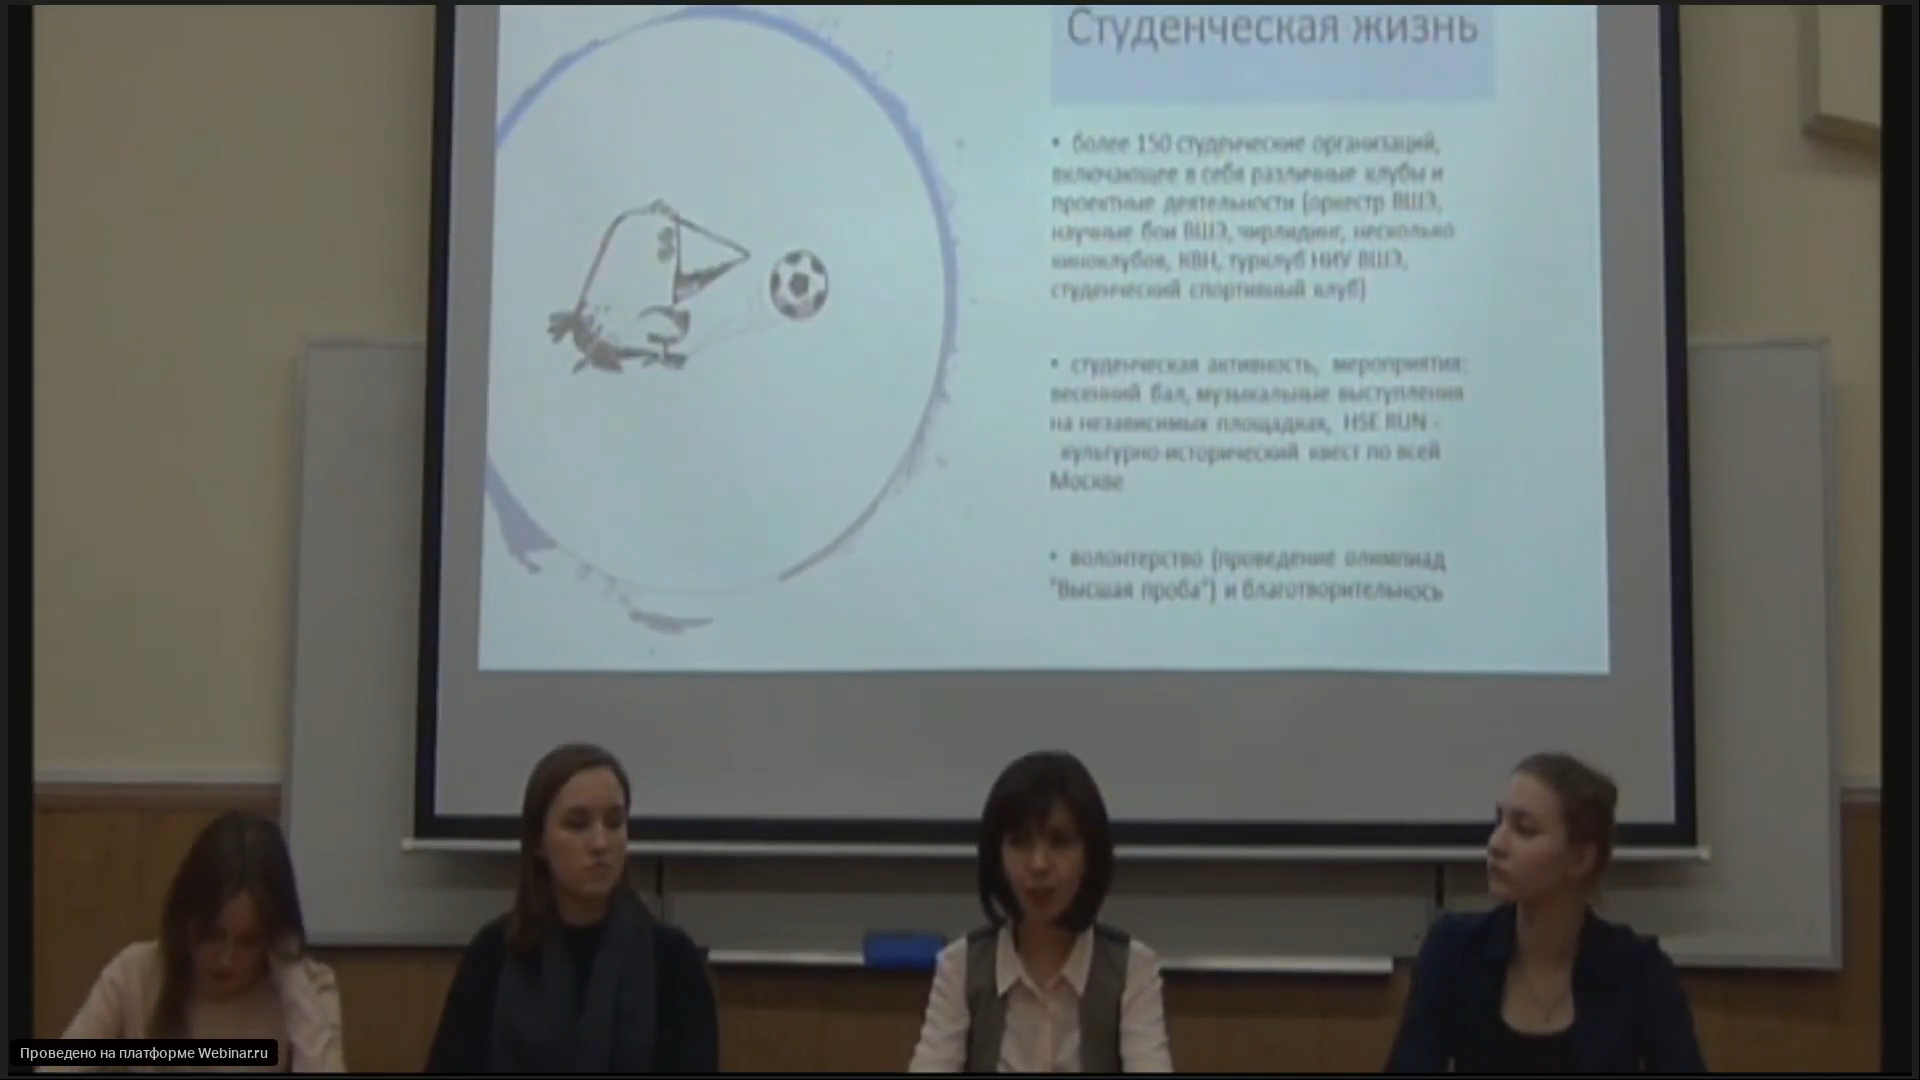 Студенческая жизнь
• более 150 студенческие организаций,
включающее в себя различные клубы и
проектные деятельности (оркестр ВШЭ,
научные бои ВШЭ, чирлидинг, несколько
киноклубов, КВН, турклуб НИУ ВШЭ,
студенческий спортивный клуб)
• студенческая активность, мероприятия:
весенний бал, музыкальные выступления
на независимых площадках, HSE RUN -
культурно-исторический квест по всей
Москве
• волонтерство (проведение олимпиад
"Высшая проба") и благотворительнось
Проведено на платформе Webinar.ru